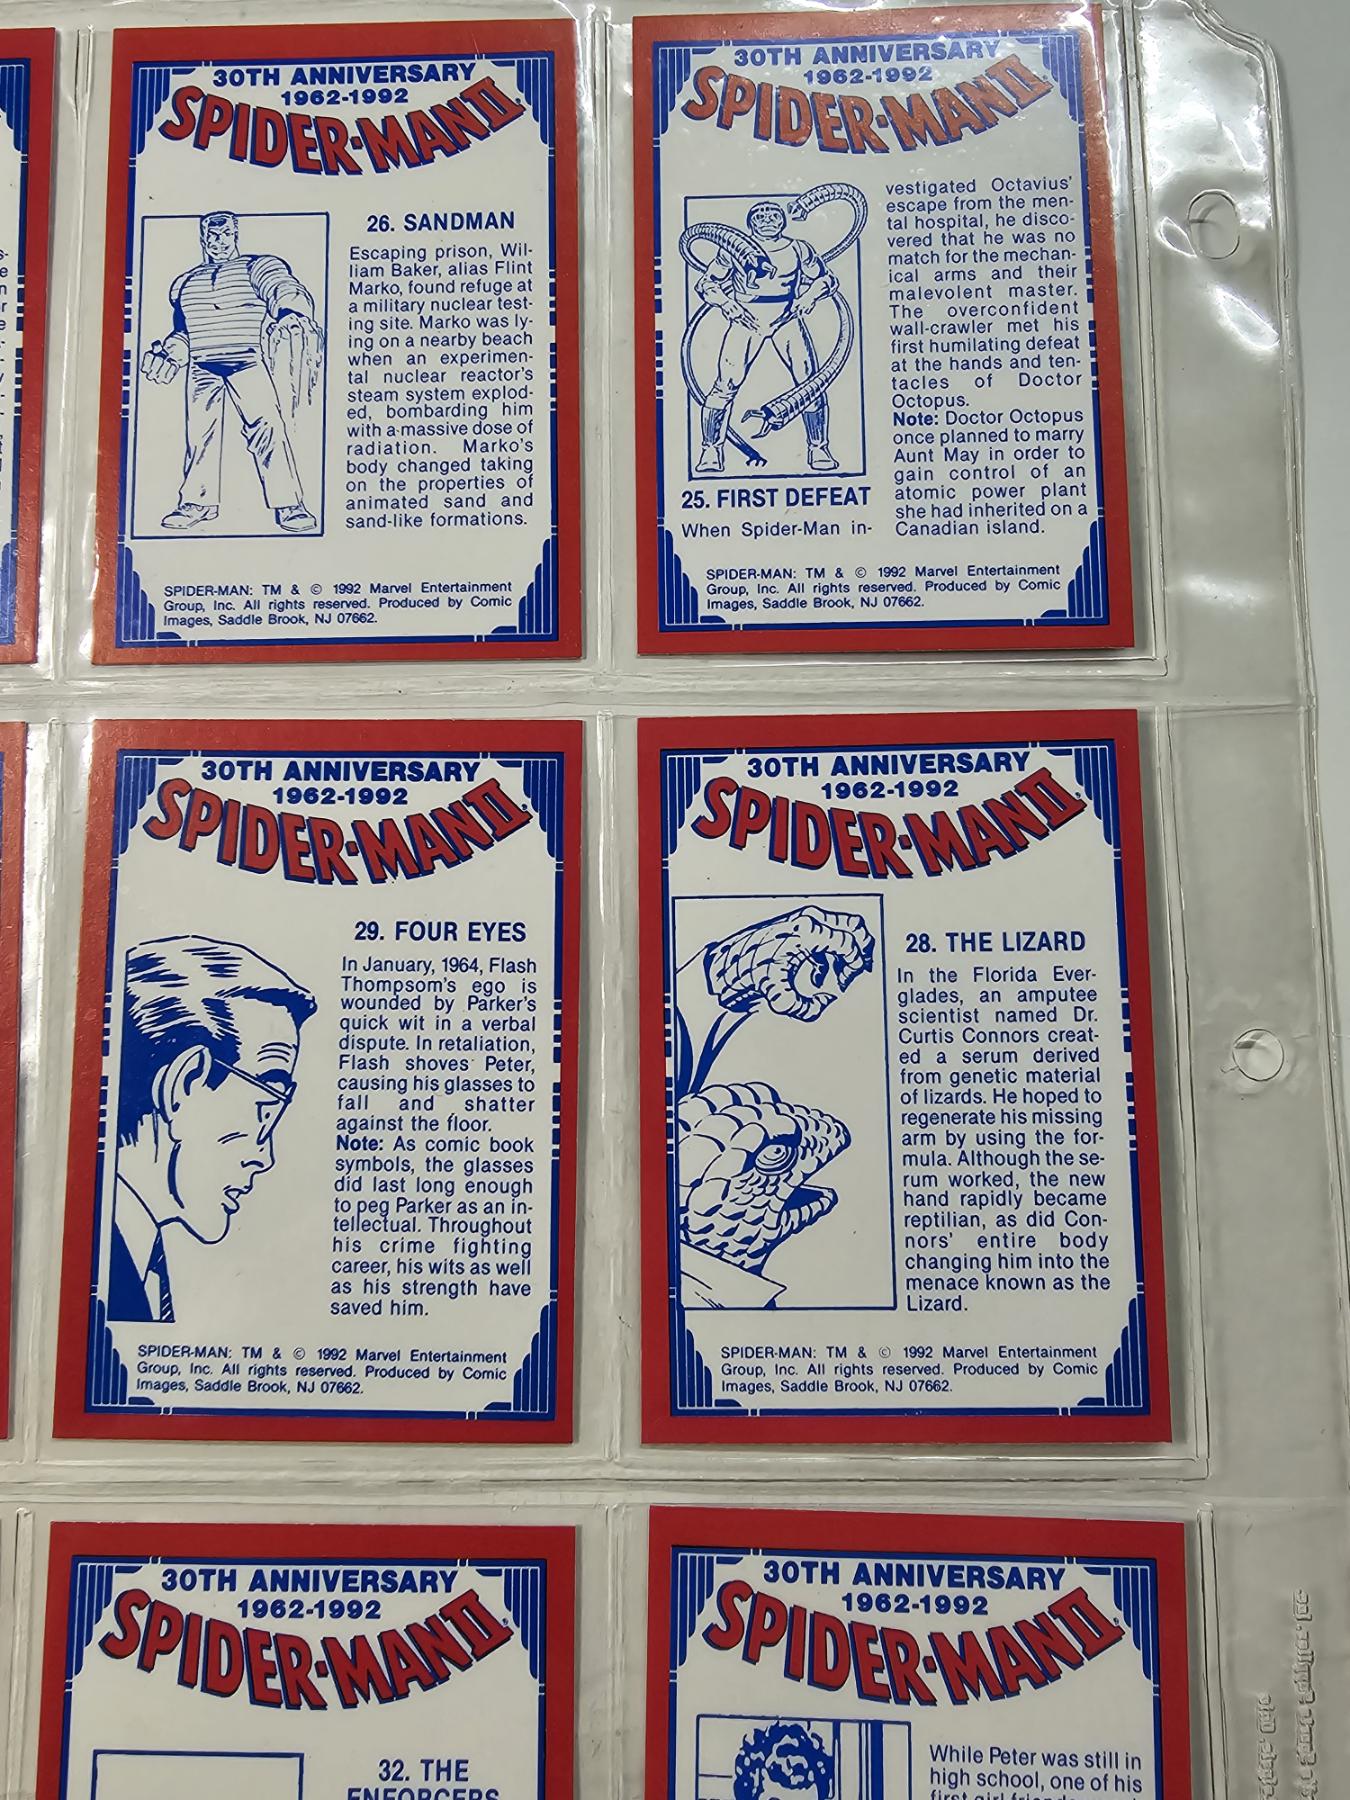 30TH ANNIVERSARY
1962-1992
SPIDER-MAN II
26. SANDMAN
Escaping prison, Wil-
liam Baker, alias Flint
Marko, found refuge at
a military nuclear test-
ing site. Marko was ly-
ing on a nearby beach
when an experimen-
tal nuclear reactor's
steam system explod-
ed, bombarding him
with a massive dose of
radiation. Marko's
body changed taking
on the properties of
animated sand and
sand-like formations.
SPIDER-MAN: TM & © 1992 Marvel Entertainment
Group, Inc. All rights reserved. Produced by Comic
Images, Saddle Brook, NJ 07662.
30TH ANNIVERSARY
1962-1992
SPIDER-MAN II
25. FIRST DEFEAT
When Spider-Man in-
vestigated Octavius'
escape from the men-
tal hospital, he disco-
vered that he was no
match for the mechan-
ical arms and their
malevolent master.
The overconfident
wall-crawler met his
first humilating defeat
at the hands and ten-
tacles of Doctor
Octopus.
Note: Doctor Octopus
once planned to marry
Aunt May in order to
gain control of an
atomic power plant
she had inherited on a
Canadian island.
SPIDER-MAN: TM & © 1992 Marvel Entertainment
Group, Inc. All rights reserved. Produced by Comic
Images, Saddle Brook, NJ 07662.
30TH ANNIVERSARY
1962-1992
SPIDER-MAN II
29. FOUR EYES
In January, 1964, Flash
Thompsom's ego is
wounded by Parker's
quick wit in a verbal
dispute. In retaliation,
Flash shoves Peter,
causing his glasses to
fall and shatter
against the floor.
Note: As comic book
symbols, the glasses
did last long enough
to peg Parker as an in-
tellectual. Throughout
his crime fighting
career, his wits as well
as his strength have
saved him.
SPIDER-MAN: TM & © 1992 Marvel Entertainment
Group, Inc. All rights reserved. Produced by Comic
Images, Saddle Brook, NJ 07662.
30TH ANNIVERSARY
1962-1992
SPIDER-MAN II
28. THE LIZARD
In the Florida Ever-
glades, an amputee
scientist named Dr.
Curtis Connors creat-
ed a serum derived
from genetic material
of lizards. He hoped to
regenerate his missing
arm by using the for-
mula. Although the se-
rum worked, the new
hand rapidly became
reptilian, as did Con-
nors' entire body
changing him into the
menace known as the
Lizard.
SPIDER-MAN: TM & © 1992 Marvel Entertainment
Group, Inc. All rights reserved. Produced by Comic
Images, Saddle Brook, NJ 07662.
30TH ANNIVERSARY
1962-1992
SPIDER-MAN II
32. THE
ENFORCERS
30TH ANNIVERSARY
1962-1992
SPIDER-MAN II
While Peter was still in
high school, one of his
first girl friends